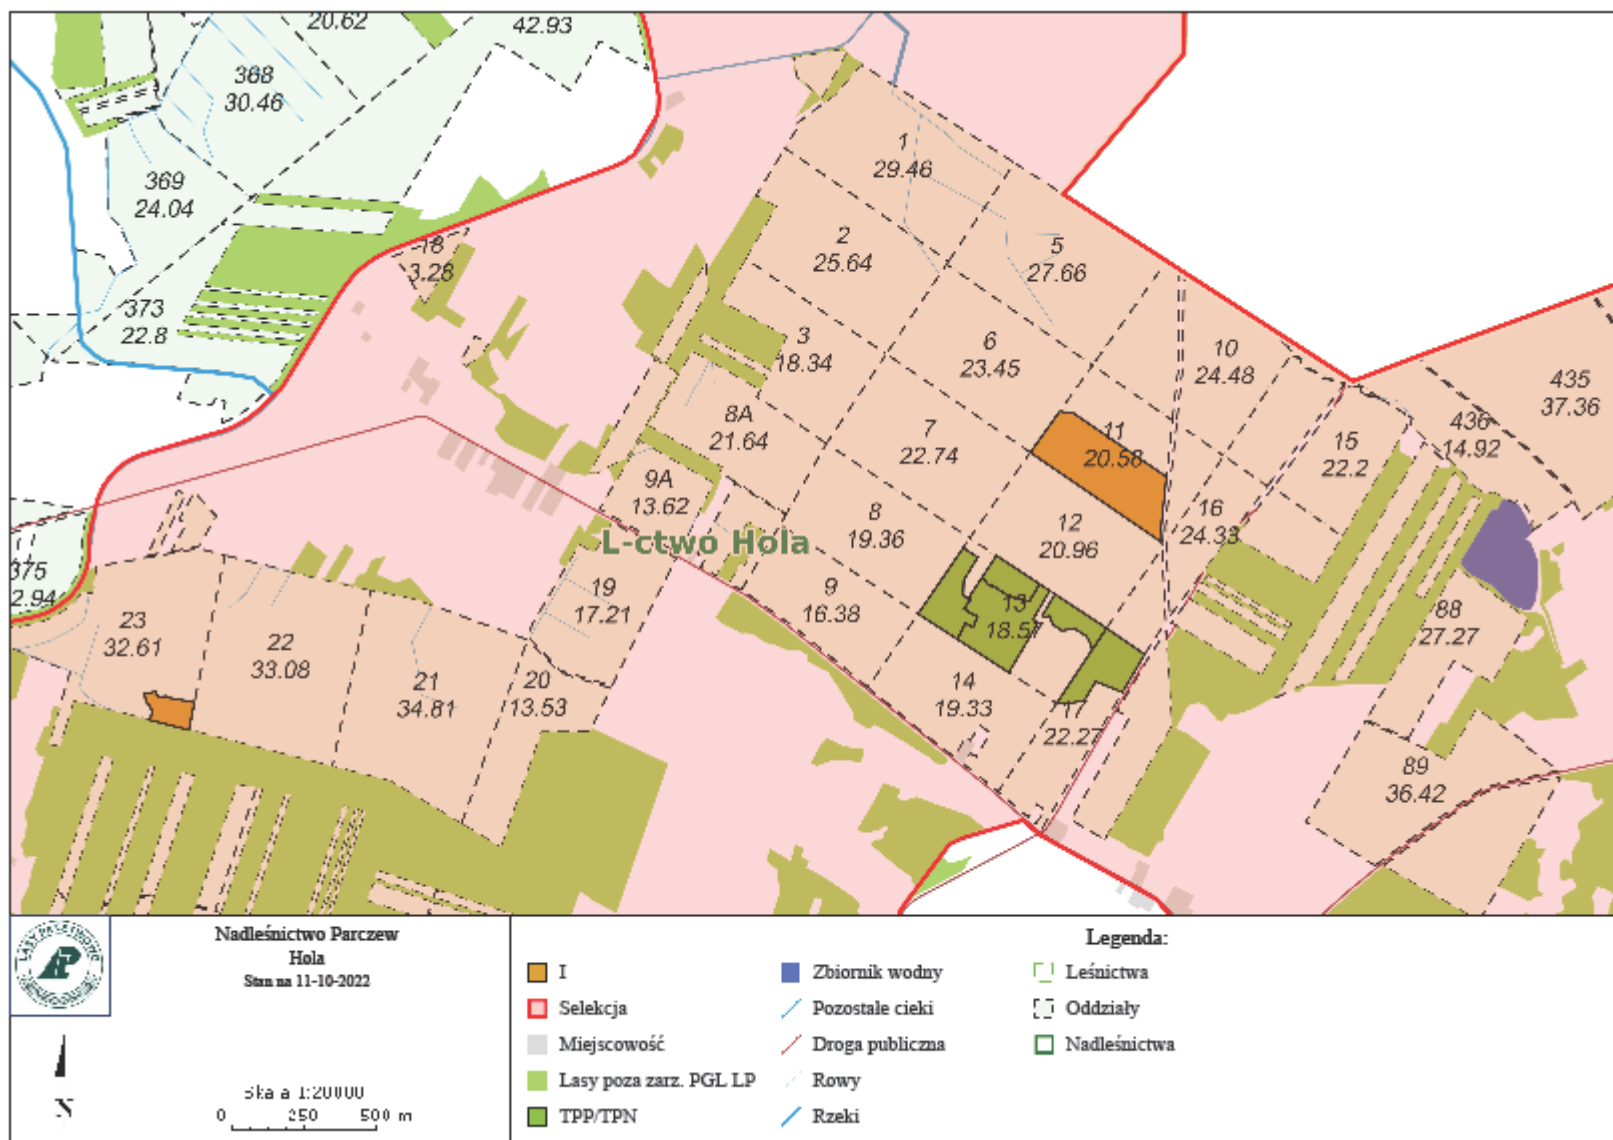 20.62
42.93
368
30.46
369
24.04
373
22.8
18
3.28
1
29.46
2
25.64
5
27.66
3
18.34
6
23.45
10
24.48
435
37.36
436
14.92
8A
21.64
7
22.74
11
20.58
15
22.2
9A
13.62
8
19.36
12
20.96
16
24.33
L-ctwo Hola
375
2.94
23
32.61
22
33.08
21
34.81
20
13.53
19
17.21
9
16.38
13
18.57
14
19.33
17
22.27
88
27.27
89
36.42
LASY PAŃSTWOWE
Nadleśnictwo Parczew
Hola
Stan na 11-10-2022
N
Skala 1:20000
0 250 500 m
Legenda:
I
Selekcja
Miejscowość
Lasy poza zarz. PGL LP
TPP/TPN
Zbiornik wodny
Pozostałe cieki
Droga publiczna
Rowy
Rzeki
Leśnictwa
Oddziały
Nadleśnictwa